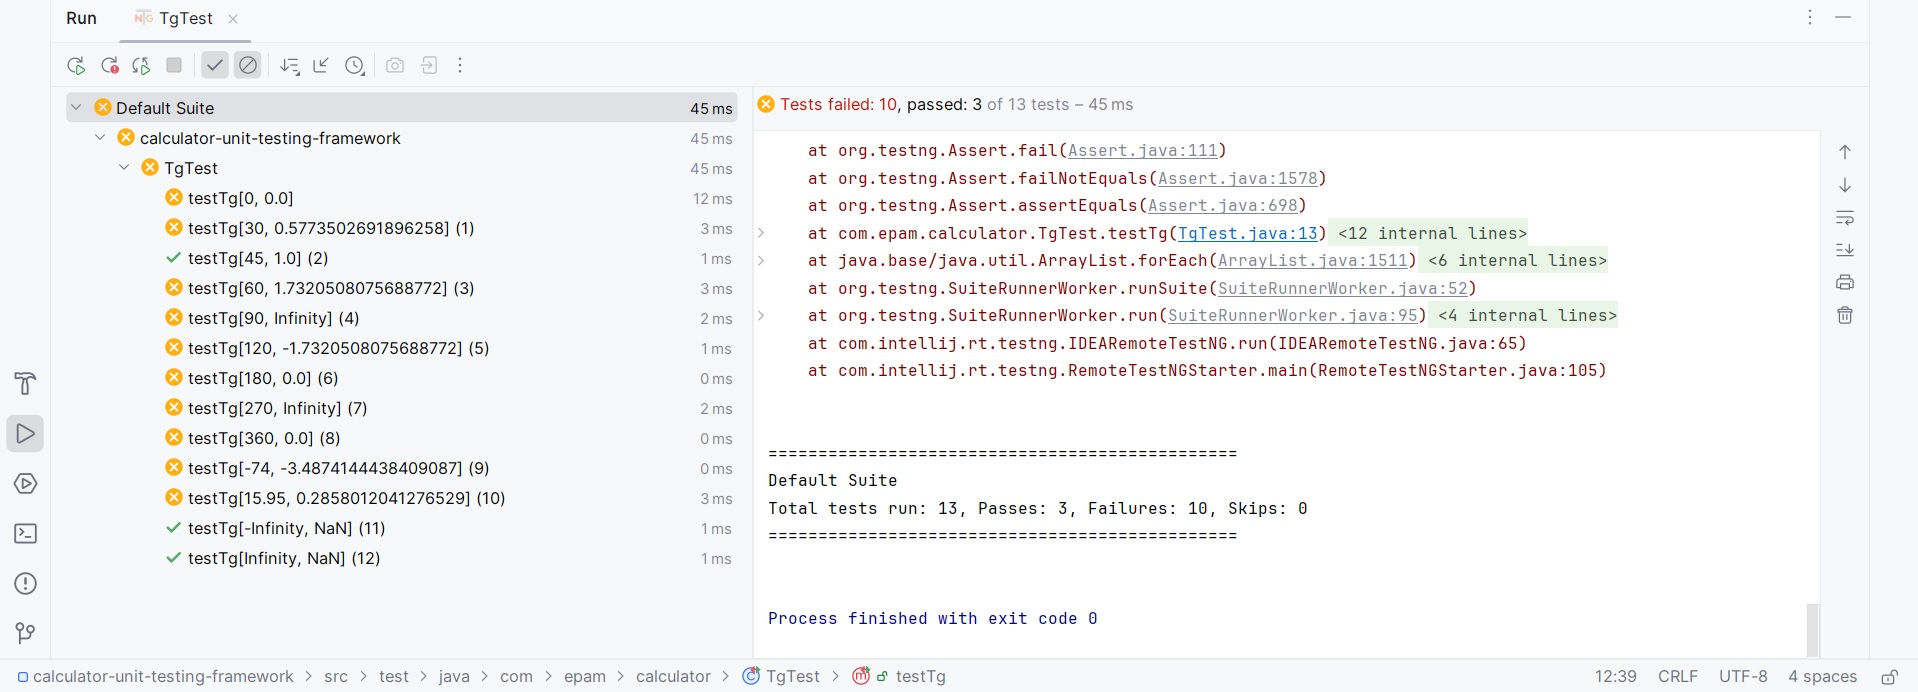 Run TgTest
Default Suite 45 ms
calculator-unit-testing-framework 45 ms
TgTest 45 ms
testTg[0, 0.0] 12 ms
testTg[30, 0.5773502691896258] (1) 3 ms
testTg[45, 1.0] (2) 1 ms
testTg[60, 1.7320508075688772] (3) 3 ms
testTg[90, Infinity] (4) 2 ms
testTg[120, -1.7320508075688772] (5) 1 ms
testTg[180, 0.0] (6) 0 ms
testTg[270, Infinity] (7) 2 ms
testTg[360, 0.0] (8) 0 ms
testTg[-74, -3.4874144438409087] (9) 0 ms
testTg[15.95, 0.2858012041276529] (10) 3 ms
testTg[-Infinity, NaN] (11) 1 ms
testTg[Infinity, NaN] (12) 1 ms
Tests failed: 10, passed: 3 of 13 tests – 45 ms
at org.testng.Assert.fail(Assert.java:111)
at org.testng.Assert.failNotEquals(Assert.java:1578)
at org.testng.Assert.assertEquals(Assert.java:698)
at com.epam.calculator.TgTest.testTg(TgTest.java:13) <12 internal lines>
at java.base/java.util.ArrayList.forEach(ArrayList.java:1511) <6 internal lines>
at org.testng.SuiteRunnerWorker.runSuite(SuiteRunnerWorker.java:52)
at org.testng.SuiteRunnerWorker.run(SuiteRunnerWorker.java:95) <4 internal lines>
at com.intellij.rt.testng.IDEARemoteTestNG.run(IDEARemoteTestNG.java:65)
at com.intellij.rt.testng.RemoteTestNGStarter.main(RemoteTestNGStarter.java:105)
===============================================
Default Suite
Total tests run: 13, Passes: 3, Failures: 10, Skips: 0
===============================================
Process finished with exit code 0
calculator-unit-testing-framework > src > test > java > com > epam > calculator > TgTest > testTg 12:39 CRLF UTF-8 4 spaces